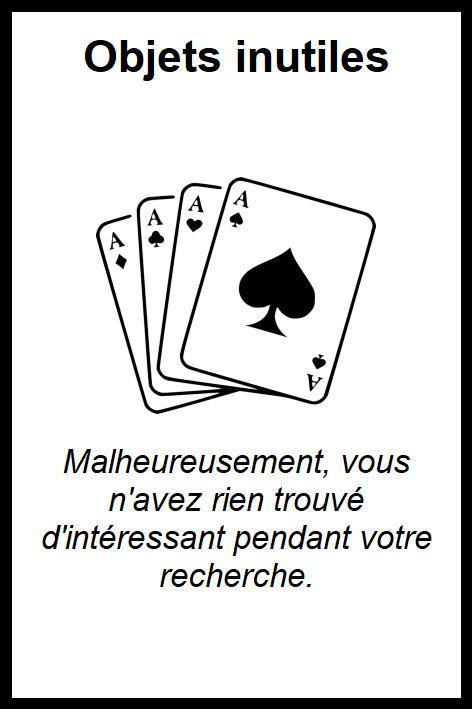 Objets inutiles
A
A
A
A
A
Malheureusement, vous
n'avez rien trouvé
d'intéressant pendant votre
recherche.